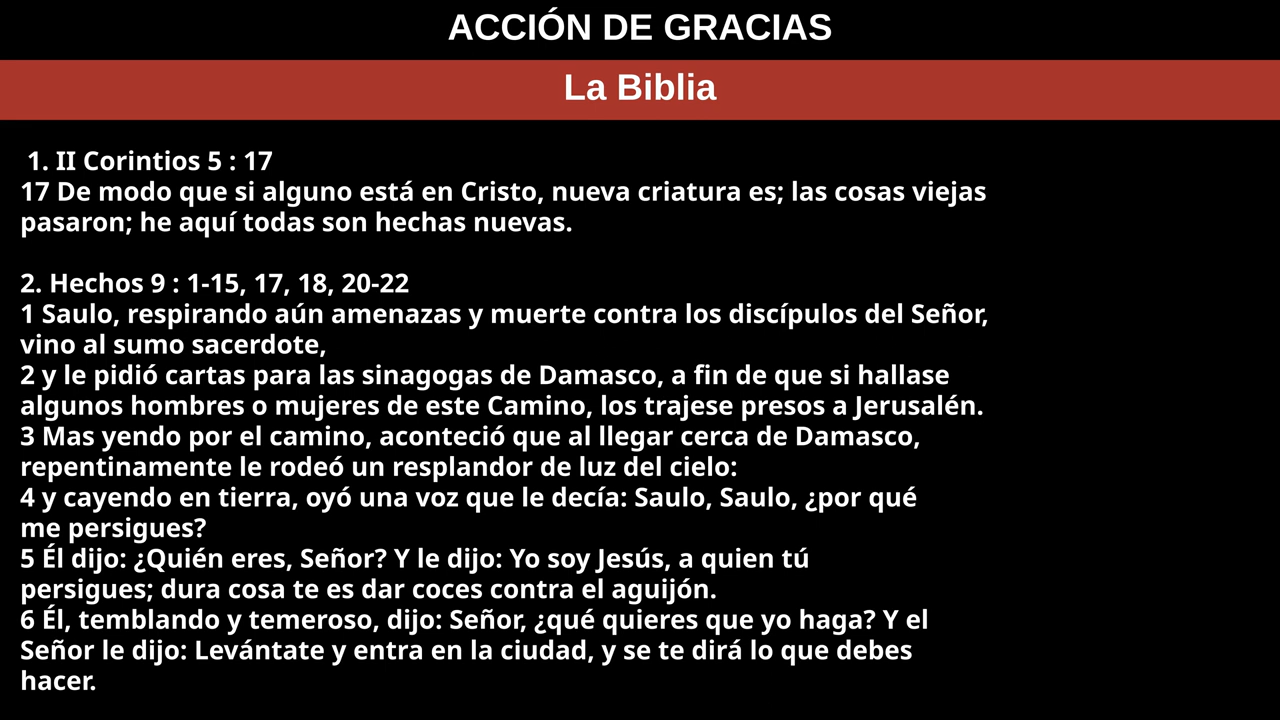 ACCIÓN DE GRACIAS
La Biblia
1. II Corintios 5 : 17
17 De modo que si alguno está en Cristo, nueva criatura es; las cosas viejas
pasaron; he aquí todas son hechas nuevas.
2. Hechos 9 : 1-15, 17, 18, 20-22
1 Saulo, respirando aún amenazas y muerte contra los discípulos del Señor,
vino al sumo sacerdote,
2 y le pidió cartas para las sinagogas de Damasco, a fin de que si hallase
algunos hombres o mujeres de este Camino, los trajese presos a Jerusalén.
3 Mas yendo por el camino, aconteció que al llegar cerca de Damasco,
repentinamente le rodeó un resplandor de luz del cielo:
4 y cayendo en tierra, oyó una voz que le decía: Saulo, Saulo, ¿por qué
me persigues?
5 Él dijo: ¿Quién eres, Señor? Y le dijo: Yo soy Jesús, a quien tú
persigues; dura cosa te es dar coces contra el aguijón.
6 Él, temblando y temeroso, dijo: Señor, ¿qué quieres que yo haga? Y el
Señor le dijo: Levántate y entra en la ciudad, y se te dirá lo que debes
hacer.